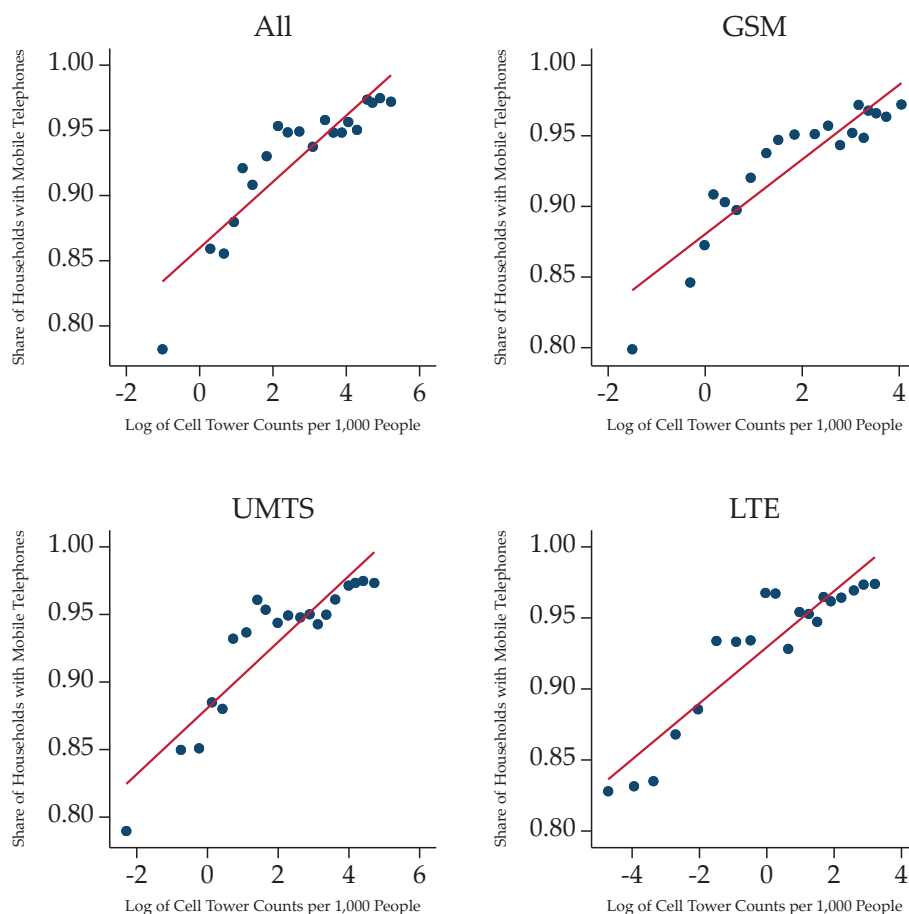 All
Share of Households with Mobile Telephones
1.00
0.95
0.90
0.85
0.80
-2 0 2 4 6
Log of Cell Tower Counts per 1,000 People
GSM
Share of Households with Mobile Telephones
1.00
0.95
0.90
0.85
0.80
-2 0 2 4
Log of Cell Tower Counts per 1,000 People
UMTS
Share of Households with Mobile Telephones
1.00
0.95
0.90
0.85
0.80
-2 0 2 4 6
Log of Cell Tower Counts per 1,000 People
LTE
Share of Households with Mobile Telephones
1.00
0.95
0.90
0.85
0.80
-4 -2 0 2 4
Log of Cell Tower Counts per 1,000 People